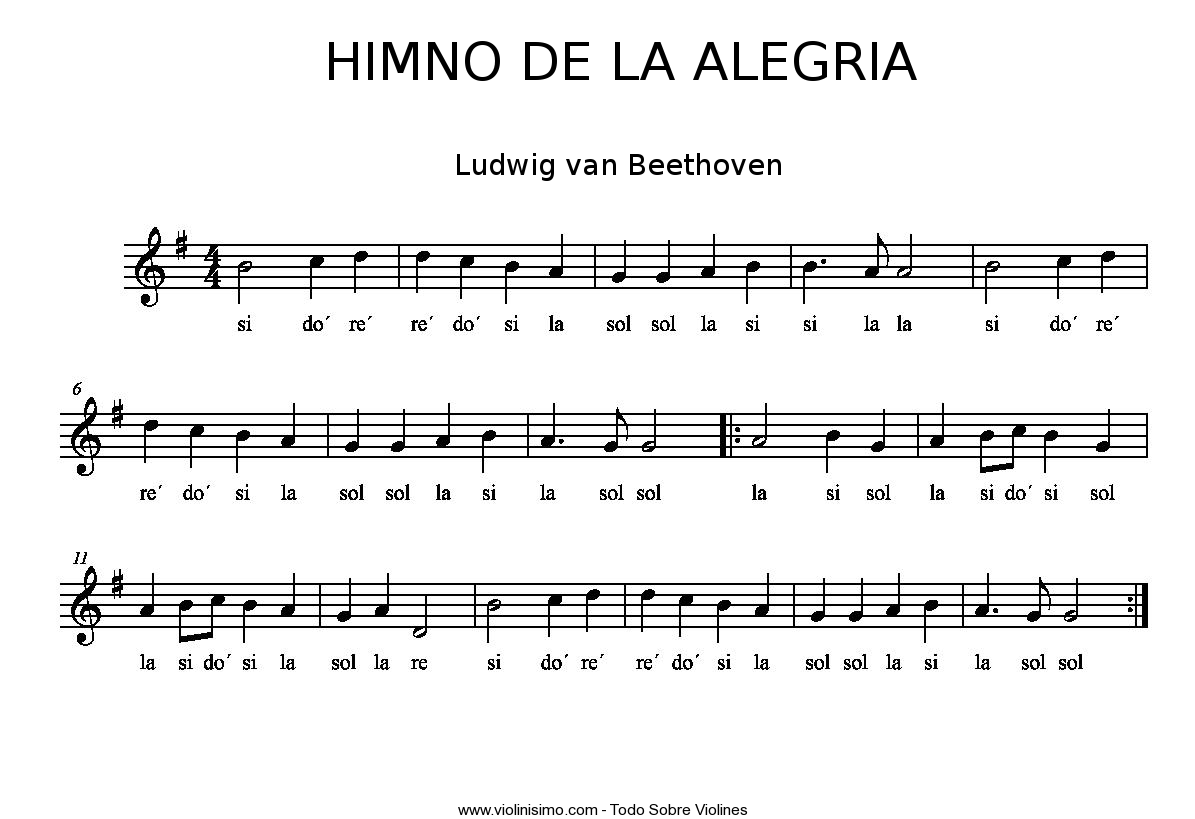 HIMNO DE LA ALEGRIA
Ludwig van Beethoven
4
4
si do´ re´ re´ do´ si la sol sol la si si la la si do´ re´
6
re´ do´ si la sol sol la si la sol sol la si sol la si do´ si sol
11
la si do´ si la sol la re si do´ re´ re´ do´ si la sol sol la si la sol sol
www.violinisimo.com - Todo Sobre Violines